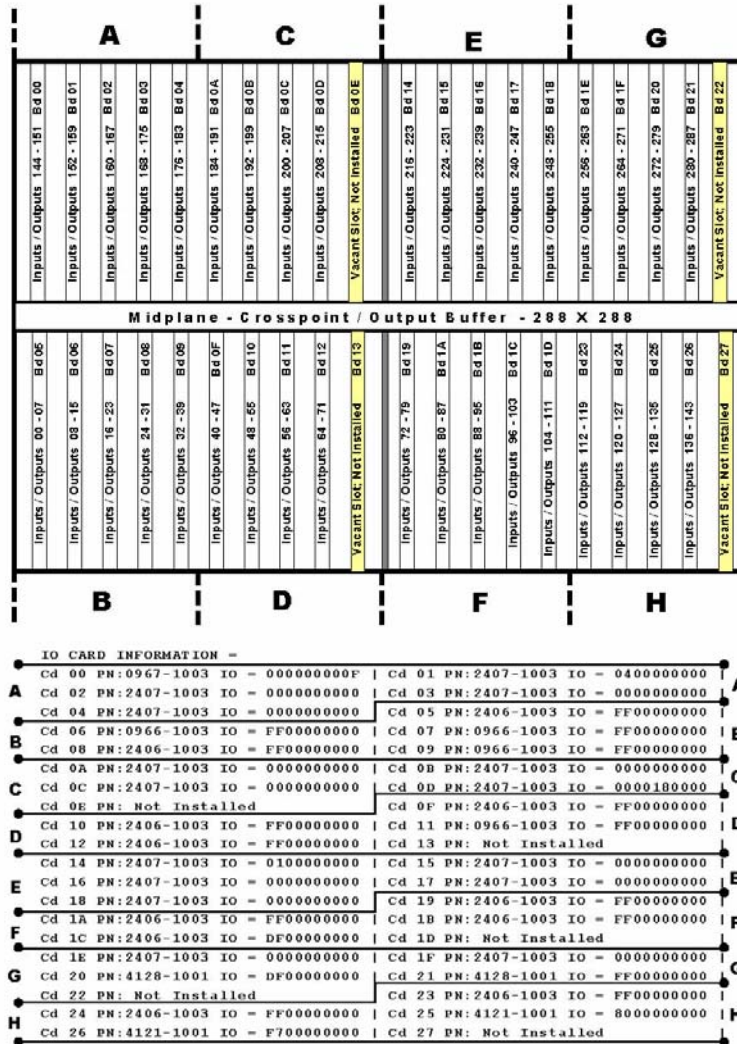 A C E G
Inputs / Outputs 144 - 151 Bd 00
Inputs / Outputs 152 - 159 Bd 01
Inputs / Outputs 160 - 167 Bd 02
Inputs / Outputs 168 - 175 Bd 03
Inputs / Outputs 176 - 183 Bd 04
Inputs / Outputs 184 - 191 Bd 0A
Inputs / Outputs 192 - 199 Bd 0B
Inputs / Outputs 200 - 207 Bd 0C
Inputs / Outputs 208 - 215 Bd 0D
Vacant Slot; Not Installed Bd 0E
Inputs / Outputs 216 - 223 Bd 14
Inputs / Outputs 224 - 231 Bd 15
Inputs / Outputs 232 - 239 Bd 16
Inputs / Outputs 240 - 247 Bd 17
Inputs / Outputs 248 - 255 Bd 18
Inputs / Outputs 256 - 263 Bd 1E
Inputs / Outputs 264 - 271 Bd 1F
Inputs / Outputs 272 - 279 Bd 20
Inputs / Outputs 280 - 287 Bd 21
Vacant Slot; Not Installed Bd 22
Midplane - Crosspoint / Output Buffer - 288 X 288
Inputs / Outputs 00 - 07 Bd 05
Inputs / Outputs 08 - 15 Bd 06
Inputs / Outputs 16 - 23 Bd 07
Inputs / Outputs 24 - 31 Bd 08
Inputs / Outputs 32 - 39 Bd 09
Inputs / Outputs 40 - 47 Bd 0F
Inputs / Outputs 48 - 55 Bd 10
Inputs / Outputs 56 - 63 Bd 11
Inputs / Outputs 64 - 71 Bd 12
Vacant Slot; Not Installed Bd 13
Inputs / Outputs 72 - 79 Bd 19
Inputs / Outputs 80 - 87 Bd 1A
Inputs / Outputs 88 - 95 Bd 1B
Inputs / Outputs 96 - 103 Bd 1C
Inputs / Outputs 104 - 111 Bd 1D
Inputs / Outputs 112 - 119 Bd 23
Inputs / Outputs 120 - 127 Bd 24
Inputs / Outputs 128 - 135 Bd 25
Inputs / Outputs 136 - 143 Bd 26
Vacant Slot; Not Installed Bd 27
B D F H
IO CARD INFORMATION =
Cd 00 PN:0967-1003 IO = 000000000F | Cd 01 PN:2407-1003 IO = 0400000000 |
A Cd 02 PN:2407-1003 IO = 0000000000 | Cd 03 PN:2407-1003 IO = 0000000000 | A
Cd 04 PN:2407-1003 IO = 0000000000 | Cd 05 PN:2406-1003 IO = FF00000000 |
B Cd 06 PN:0966-1003 IO = FF00000000 | Cd 07 PN:0966-1003 IO = FF00000000 | B
Cd 08 PN:2406-1003 IO = FF00000000 | Cd 09 PN:0966-1003 IO = FF00000000 |
Cd 0A PN:2407-1003 IO = 0000000000 | Cd 0B PN:2407-1003 IO = 0000000000 | C
C Cd 0C PN:2407-1003 IO = 0000000000 | Cd 0D PN:2407-1003 IO = 0000180000 |
Cd 0E PN: Not Installed | Cd 0F PN:2406-1003 IO = FF00000000 |
D Cd 10 PN:2406-1003 IO = FF00000000 | Cd 11 PN:0966-1003 IO = FF00000000 | D
Cd 12 PN:2406-1003 IO = FF00000000 | Cd 13 PN: Not Installed |
Cd 14 PN:2407-1003 IO = 0100000000 | Cd 15 PN:2407-1003 IO = 0000000000 |
E Cd 16 PN:2407-1003 IO = 0000000000 | Cd 17 PN:2407-1003 IO = 0000000000 | E
Cd 18 PN:2407-1003 IO = 0000000000 | Cd 19 PN:2406-1003 IO = FF00000000 |
Cd 1A PN:2406-1003 IO = FF00000000 | Cd 1B PN:2406-1003 IO = FF00000000 | F
F Cd 1C PN:2406-1003 IO = DF00000000 | Cd 1D PN: Not Installed |
Cd 1E PN:2407-1003 IO = 0000000000 | Cd 1F PN:2407-1003 IO = 0000000000 |
G Cd 20 PN:4128-1001 IO = DF00000000 | Cd 21 PN:4128-1001 IO = FF00000000 | G
Cd 22 PN: Not Installed | Cd 23 PN:2406-1003 IO = FF00000000 |
H Cd 24 PN:2406-1003 IO = FF00000000 | Cd 25 PN:4121-1001 IO = 8000000000 | H
Cd 26 PN:4121-1001 IO = F700000000 | Cd 27 PN: Not Installed |